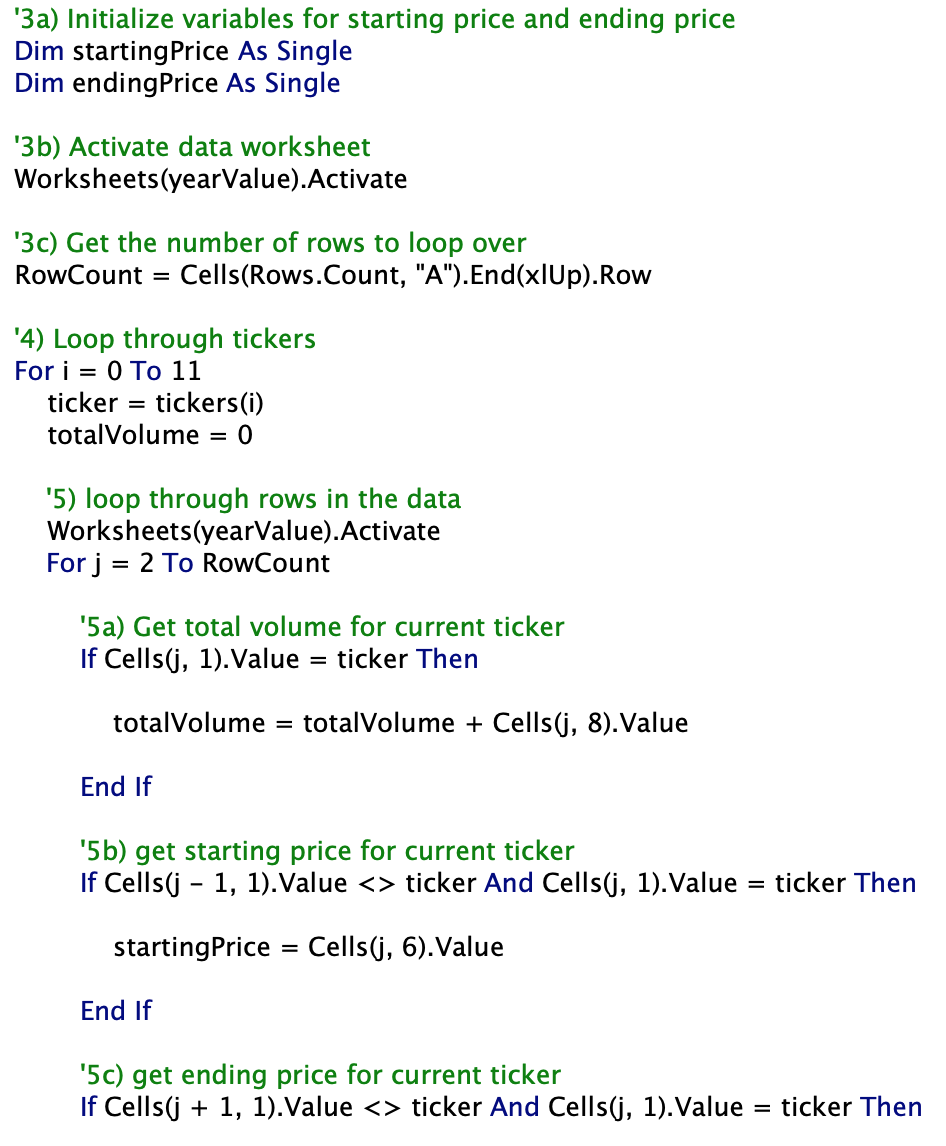 '3a) Initialize variables for starting price and ending price
Dim startingPrice As Single
Dim endingPrice As Single
'3b) Activate data worksheet
Worksheets(yearValue).Activate
'3c) Get the number of rows to loop over
RowCount = Cells(Rows.Count, "A").End(xlUp).Row
'4) Loop through tickers
For i = 0 To 11
ticker = tickers(i)
totalVolume = 0
'5) loop through rows in the data
Worksheets(yearValue).Activate
For j = 2 To RowCount
'5a) Get total volume for current ticker
If Cells(j, 1).Value = ticker Then
totalVolume = totalVolume + Cells(j, 8).Value
End If
'5b) get starting price for current ticker
If Cells(j - 1, 1).Value <> ticker And Cells(j, 1).Value = ticker Then
startingPrice = Cells(j, 6).Value
End If
'5c) get ending price for current ticker
If Cells(j + 1, 1).Value <> ticker And Cells(j, 1).Value = ticker Then